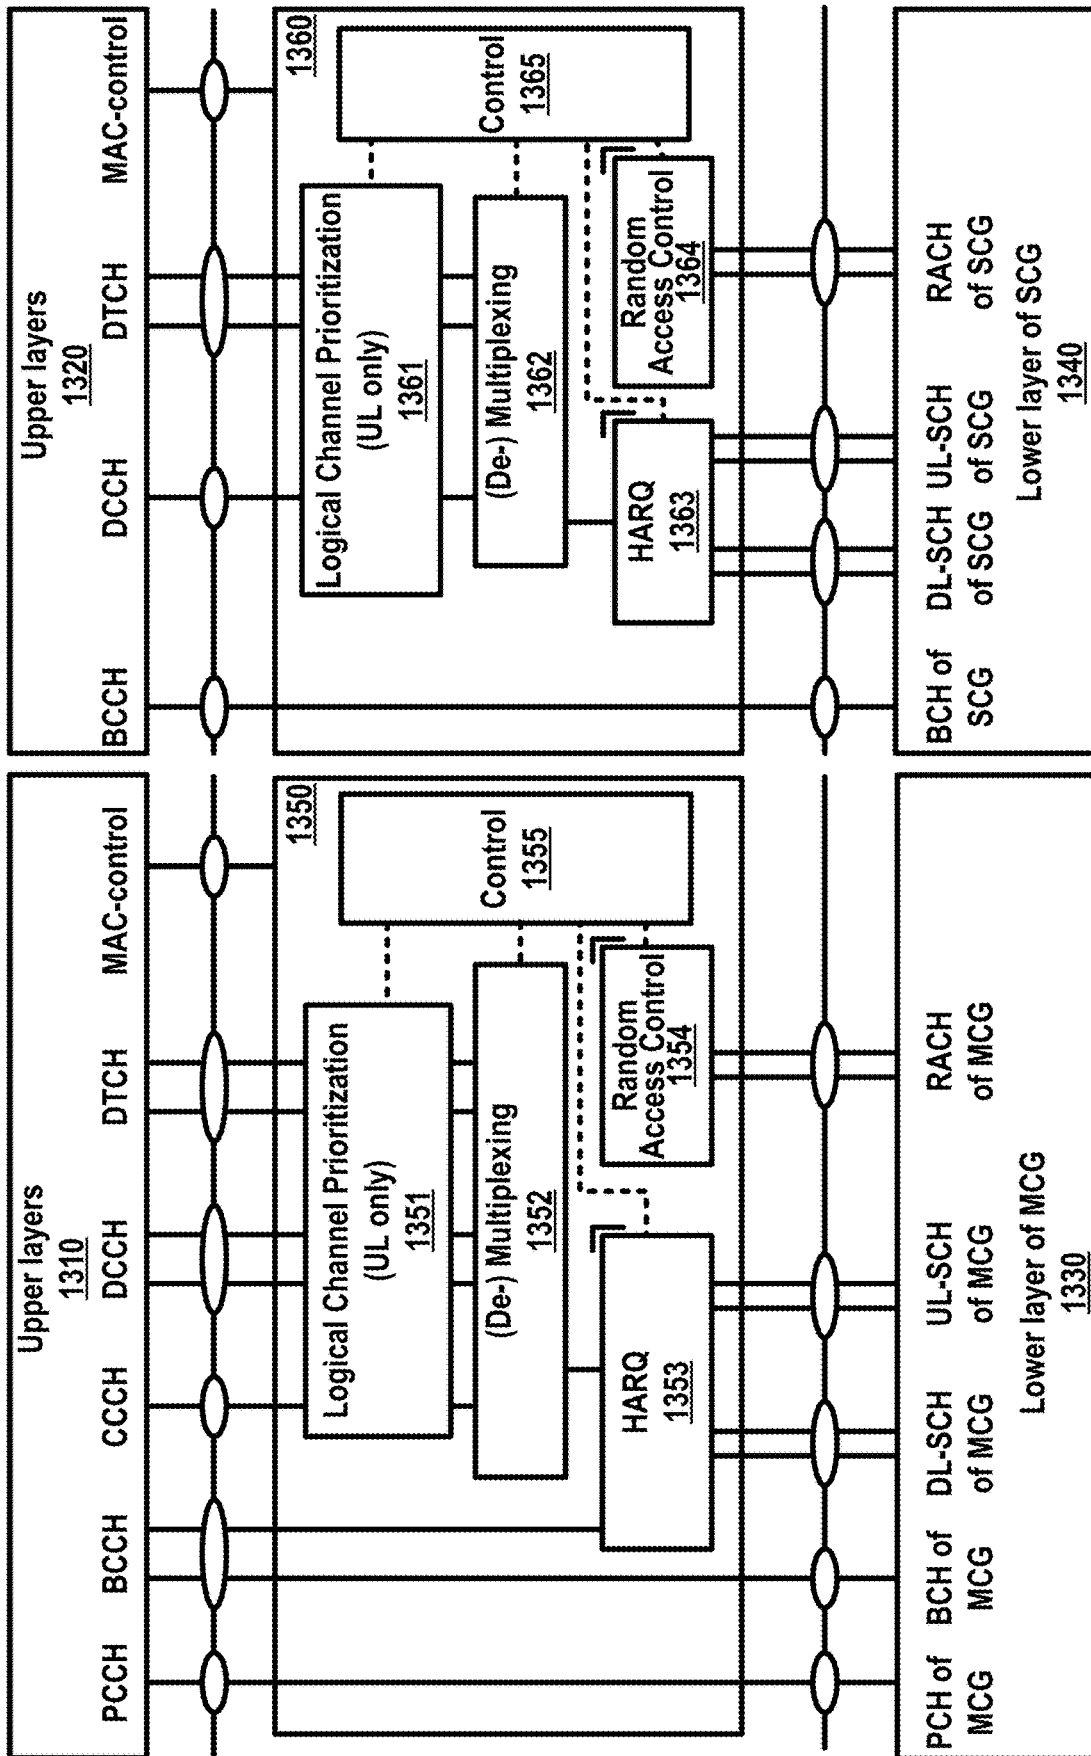 Upper layers
1310
PCCH
BCCH
CCCH
DCCH
DTCH
MAC-control
1350
Logical Channel Prioritization
(UL only)
1351
(De-) Multiplexing
1352
HARQ
1353
Random
Access Control
1354
Control
1355
PCH of
MCG
BCH of
MCG
DL-SCH
of MCG
UL-SCH
of MCG
RACH
of MCG
Lower layer of MCG
1330
Upper layers
1320
BCCH
DCCH
DTCH
MAC-control
1360
Logical Channel Prioritization
(UL only)
1361
(De-) Multiplexing
1362
HARQ
1363
Random
Access Control
1364
Control
1365
BCH of
SCG
DL-SCH
of SCG
UL-SCH
of SCG
RACH
of SCG
Lower layer of SCG
1340